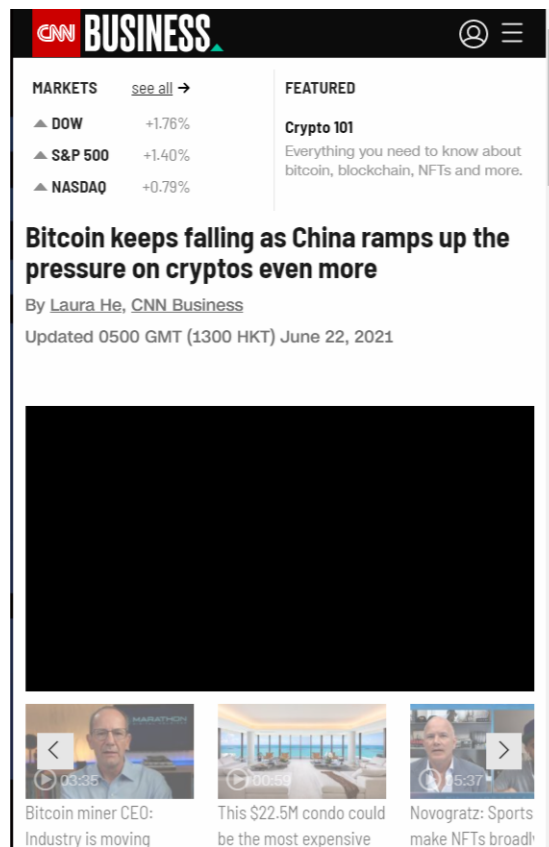 CNN BUSINESS
MARKETS see all →
DOW +1.76%
S&P 500 +1.40%
NASDAQ +0.79%
FEATURED
Crypto 101
Everything you need to know about
bitcoin, blockchain, NFTs and more.
Bitcoin keeps falling as China ramps up the
pressure on cryptos even more
By Laura He, CNN Business
Updated 0500 GMT (1300 HKT) June 22, 2021
MARATHON
03:35
00:59
05:37
Bitcoin miner CEO:
Industry is moving
This $22.5M condo could
be the most expensive
Novogratz: Sports
make NFTs broadl